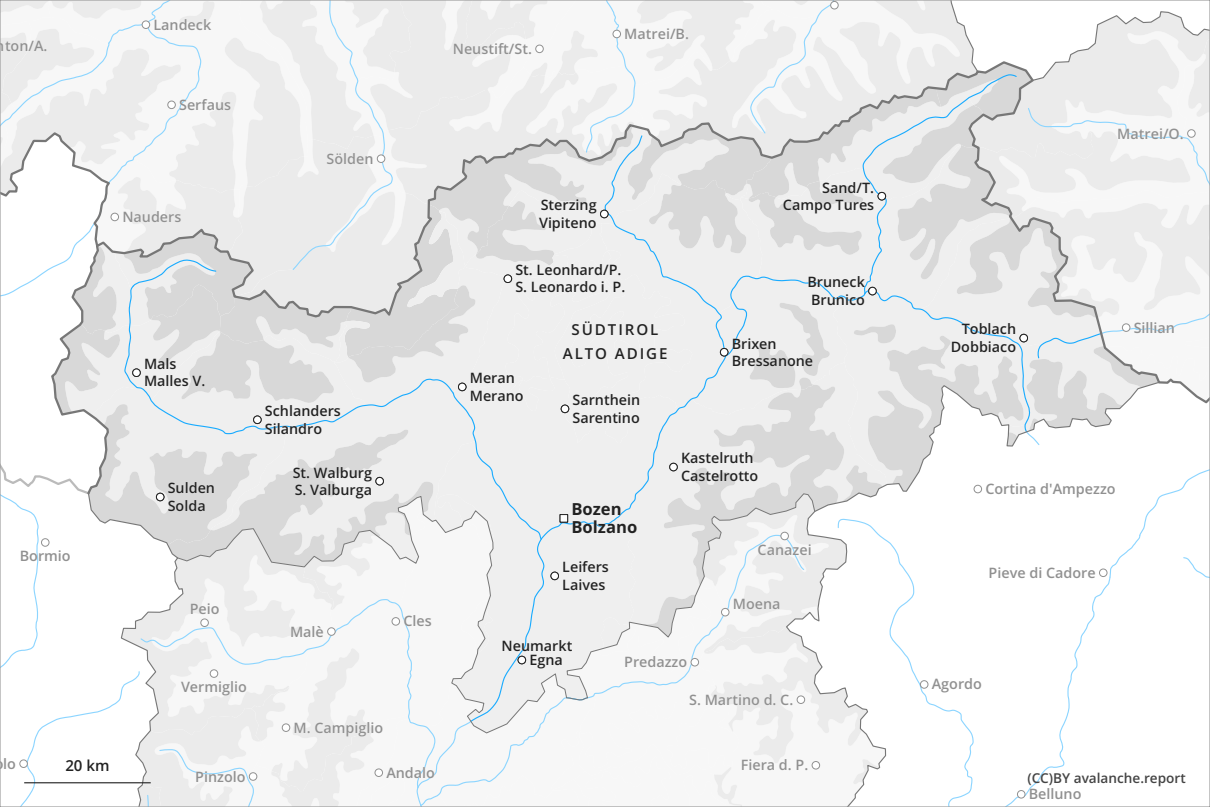 Landeck
Matrei/B.
nton/A.
Neustift/St.
Serfaus
Matrei/O.
Sölden
Nauders
Sand/T.
Campo Tures
Sterzing
Vipiteno
St. Leonhard/P.
S. Leonardo i. P.
Bruneck
Brunico
SÜDTIROL
ALTO ADIGE
Toblach
Dobbiaco
Sillian
Brixen
Bressanone
Mals
Malles V.
Meran
Merano
Schlanders
Silandro
Sarnthein
Sarentino
Kastelruth
Castelrotto
St. Walburg
S. Valburga
Sulden
Solda
Cortina d'Ampezzo
Bozen
Bolzano
Bormio
Canazei
Leifers
Laives
Pieve di Cadore
Peio
Moena
Malè
Cles
Neumarkt
Egna
Predazzo
Vermiglio
Agordo
S. Martino d. C.
M. Campiglio
olo
20 km
Pinzolo
Andalo
Fiera d. P.
(CC)BY avalanche.report
Belluno